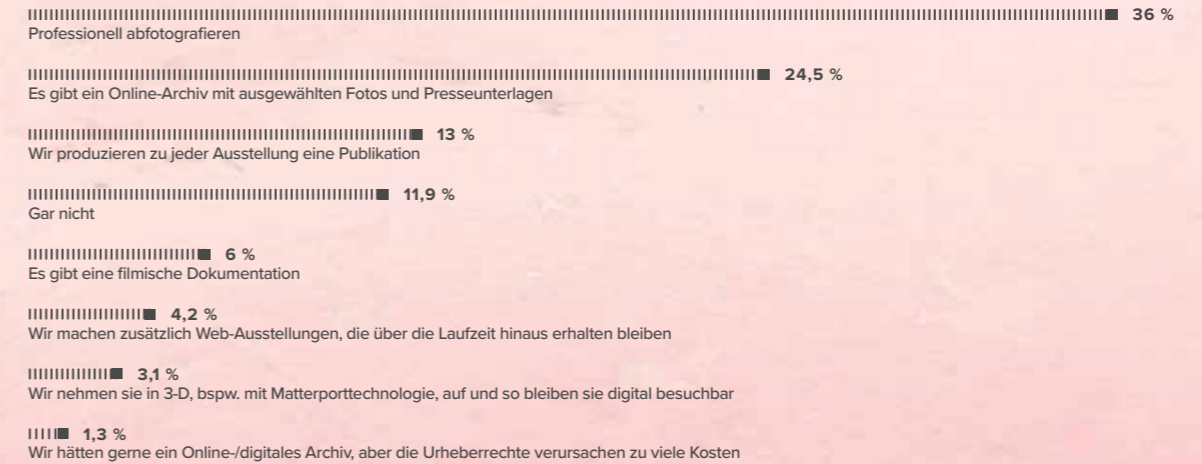 36 %
Professionell abfotografieren
24,5 %
Es gibt ein Online-Archiv mit ausgewählten Fotos und Presseunterlagen
13 %
Wir produzieren zu jeder Ausstellung eine Publikation
11,9 %
Gar nicht
6 %
Es gibt eine filmische Dokumentation
4,2 %
Wir machen zusätzlich Web-Ausstellungen, die über die Laufzeit hinaus erhalten bleiben
3,1 %
Wir nehmen sie in 3-D, bspw. mit Matterporttechnologie, auf und so bleiben sie digital besuchbar
1,3 %
Wir hätten gerne ein Online-/digitales Archiv, aber die Urheberrechte verursachen zu viele Kosten